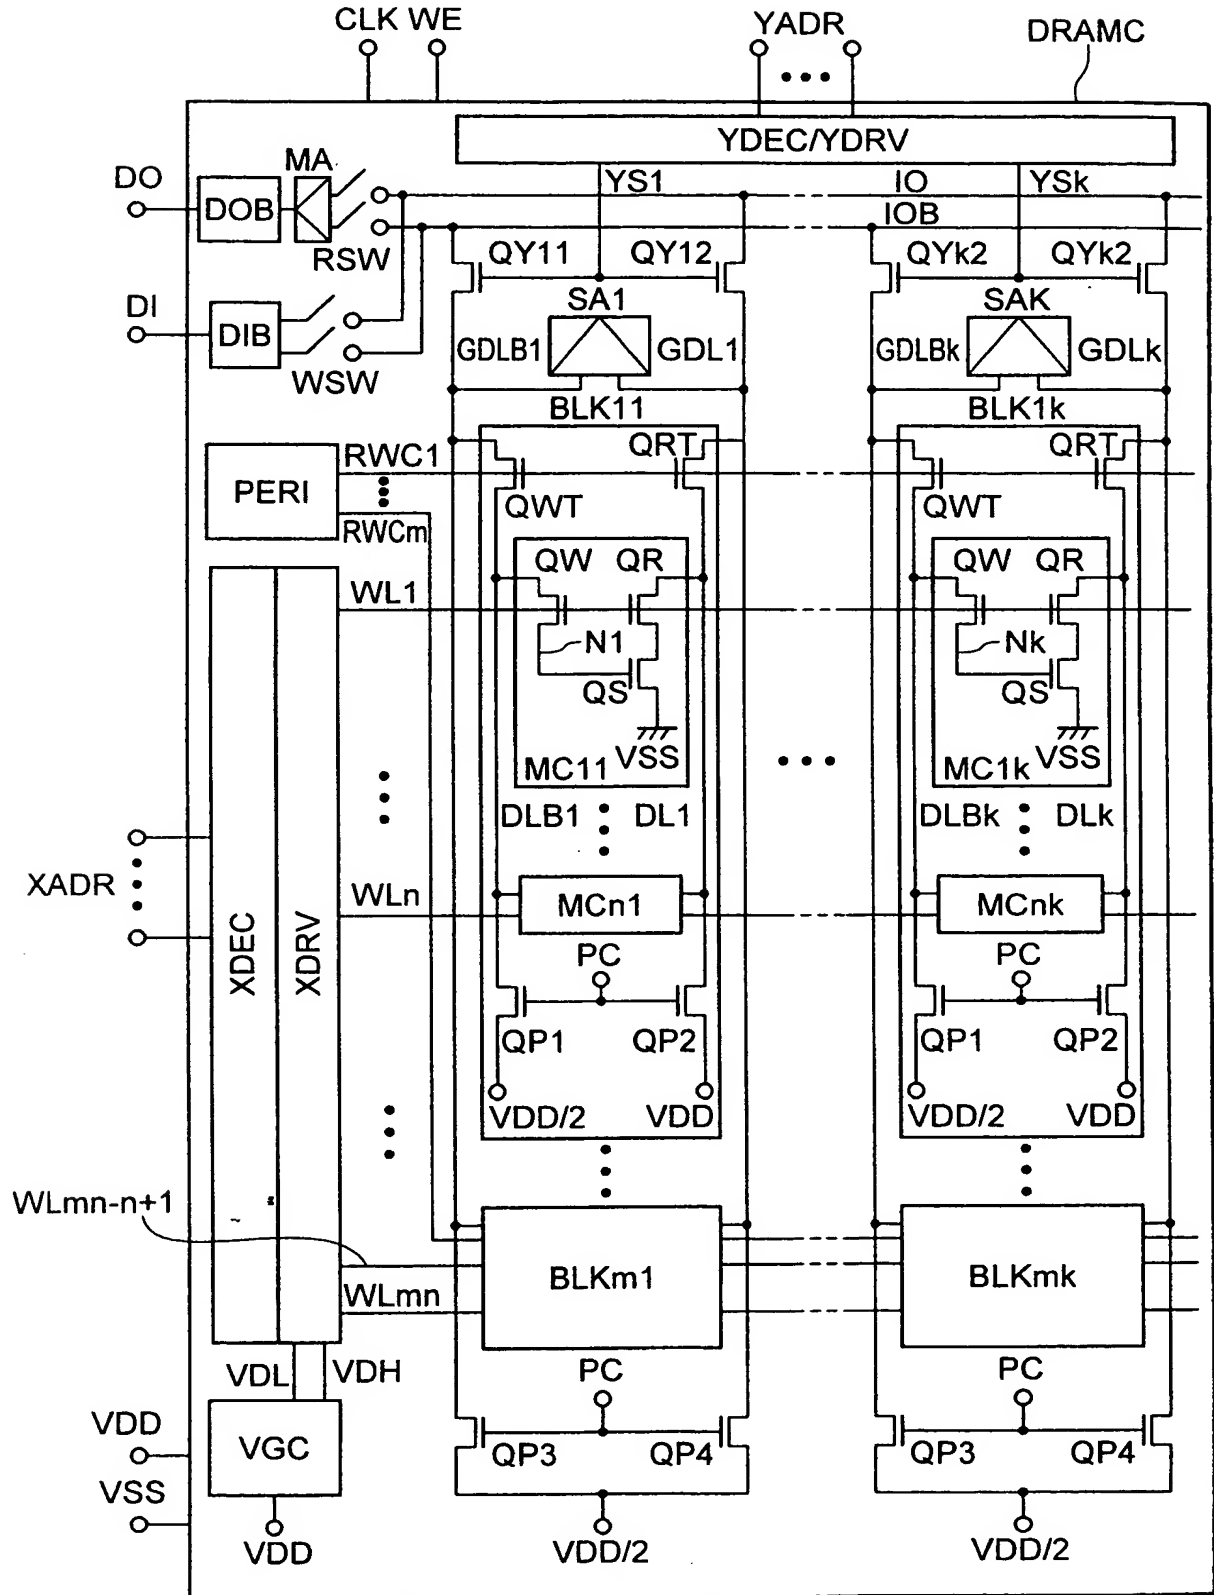 CLK WE
YADR
DRAMC
YDEC/YDRV
MA
DO
DOB
RSW
YS1
IO
YSk
IOB
QY11
QY12
QYk2
QYk2
DI
DIB
WSW
SA1
SAK
GDLB1
GDL1
GDLBk
GDLk
BLK11
BLK1k
PERI
RWC1
RWCm
QRT
QWT
QRT
QWT
WL1
QW
QR
N1
QS
VSS
MC11
QW
QR
Nk
QS
VSS
MC1k
DLB1
DL1
DLBk
DLk
XADR
XDEC
XDRV
WLn
MCn1
MCnk
PC
PC
QP1
QP2
QP1
QP2
VDD/2
VDD
VDD/2
VDD
WLmn-n+1
WLmn
BLKm1
BLKmk
VDL
VDH
PC
PC
VDD
VGC
QP3
QP4
QP3
QP4
VSS
VDD
VDD/2
VDD/2